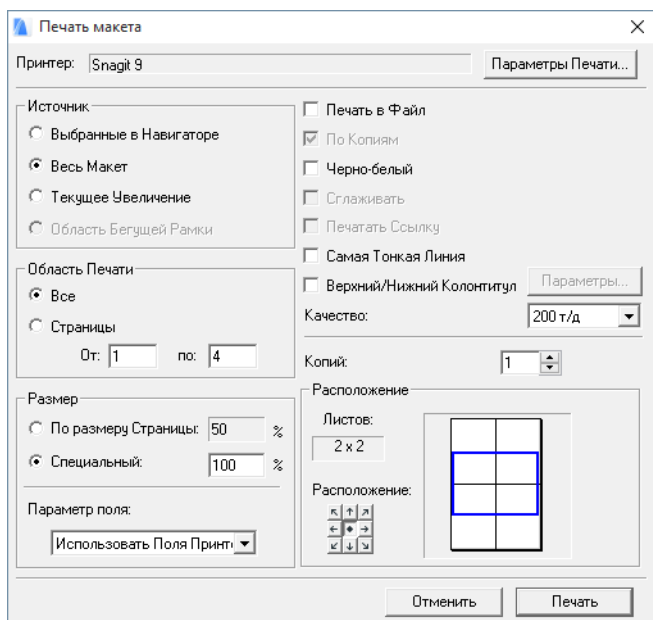 Печать макета
Принтер: Snagit 9 Параметры Печати...
Источник
Выбранные в Навигаторе
Весь Макет
Текущее Увеличение
Область Бегущей Рамки
Область Печати
Все
Страницы
От: 1 по: 4
Размер
По размеру Страницы: 50 %
Специальный: 100 %
Параметр поля:
Использовать Поля Принт
Печать в Файл
По Копиям
Черно-белый
Сглаживать
Печатать Ссылку
Самая Тонкая Линия
Верхний/Нижний Колонтитул Параметры...
Качество: 200 т/д
Копий: 1
Расположение
Листов:
2 x 2
Расположение:
Отменить Печать